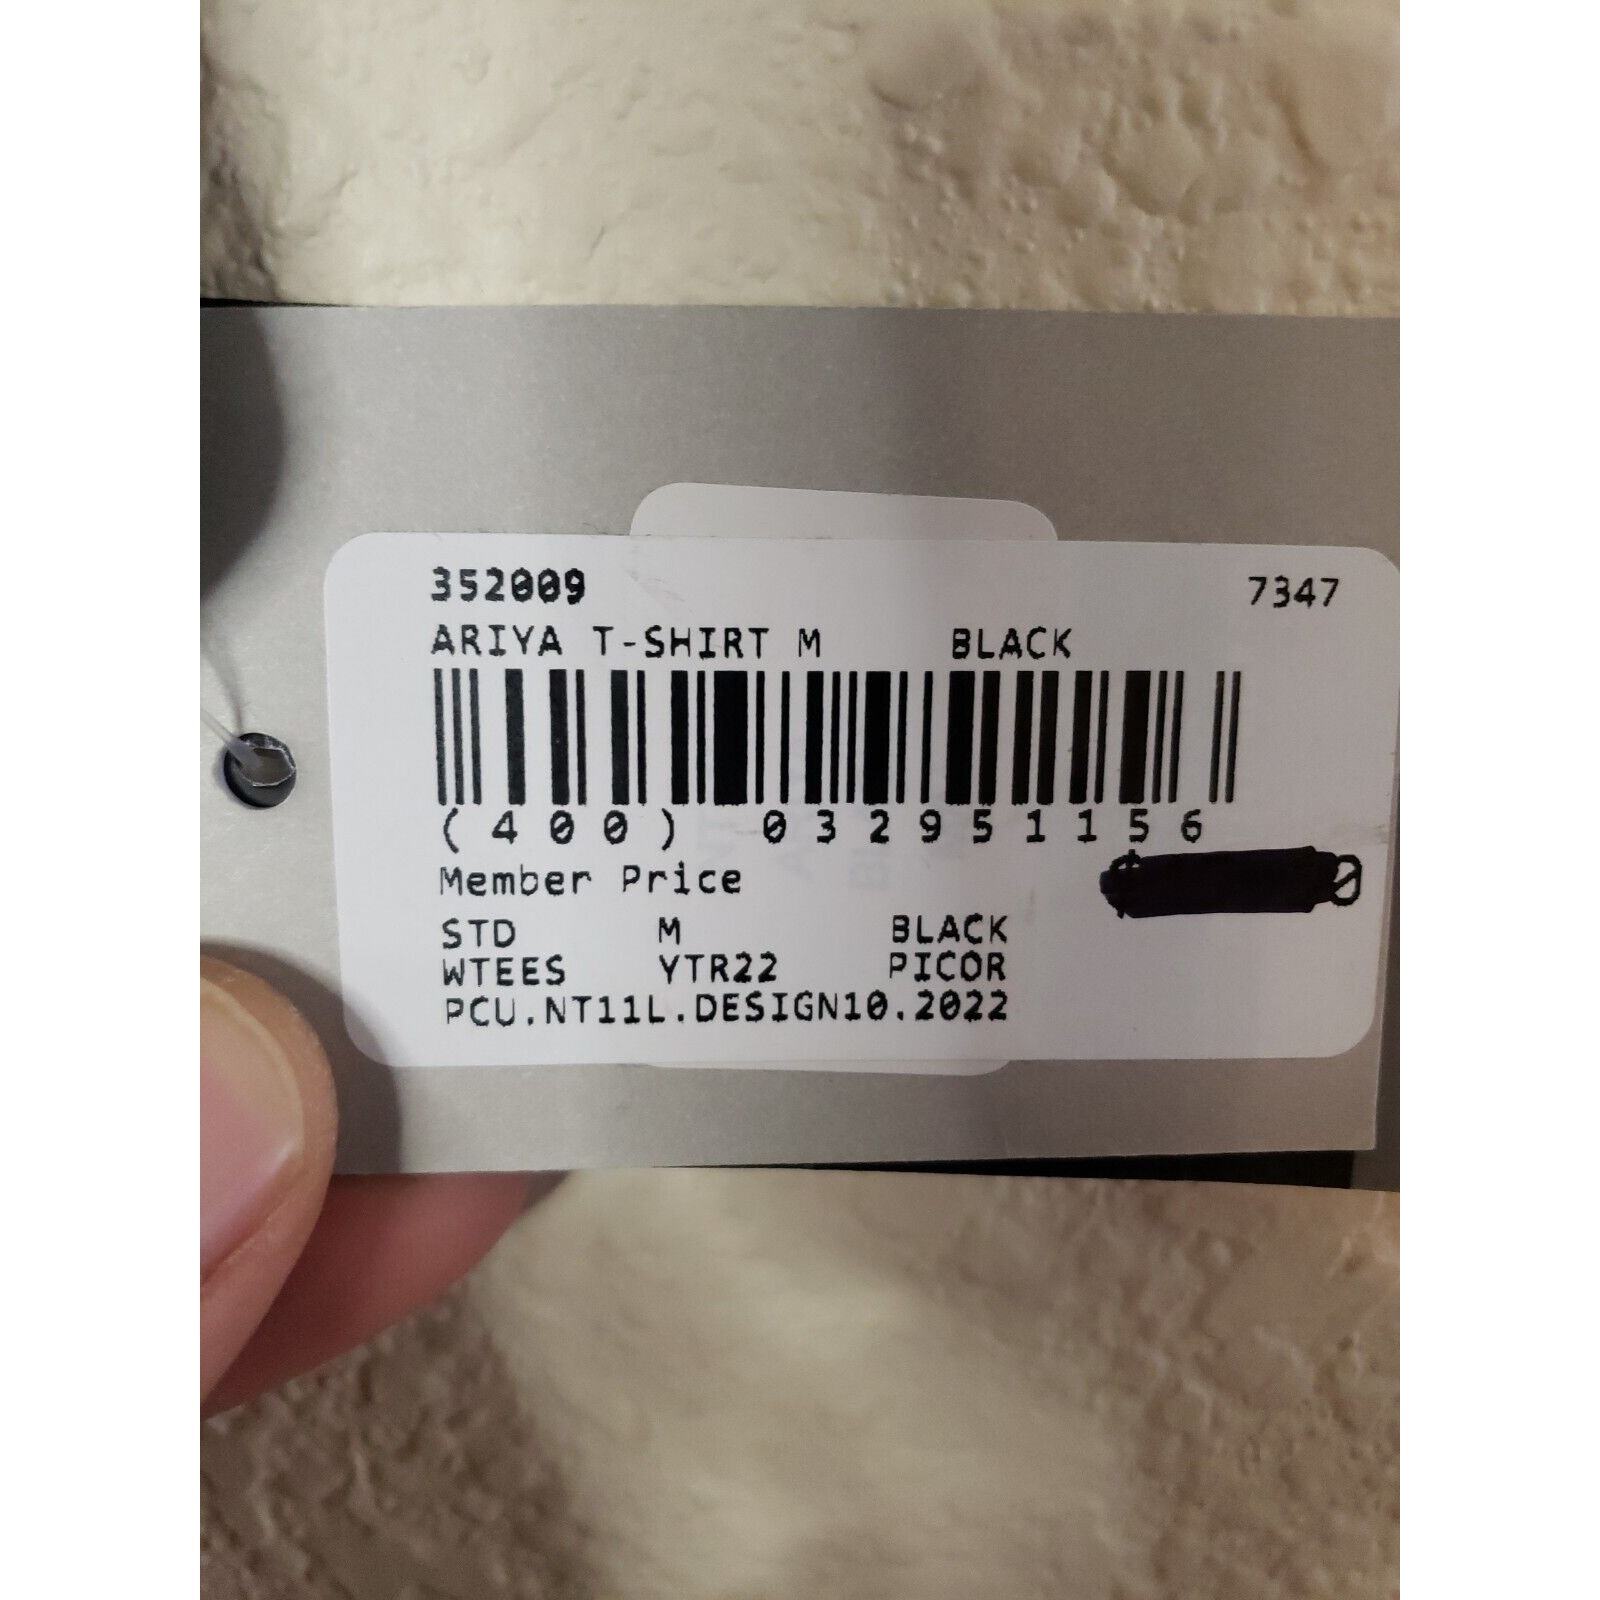 352009 7347
ARIYA T-SHIRT M BLACK
(400) 032951156
Member Price
STD M BLACK
WTEES YTR22 PICOR
PCU.NT11L.DESIGN10.2022